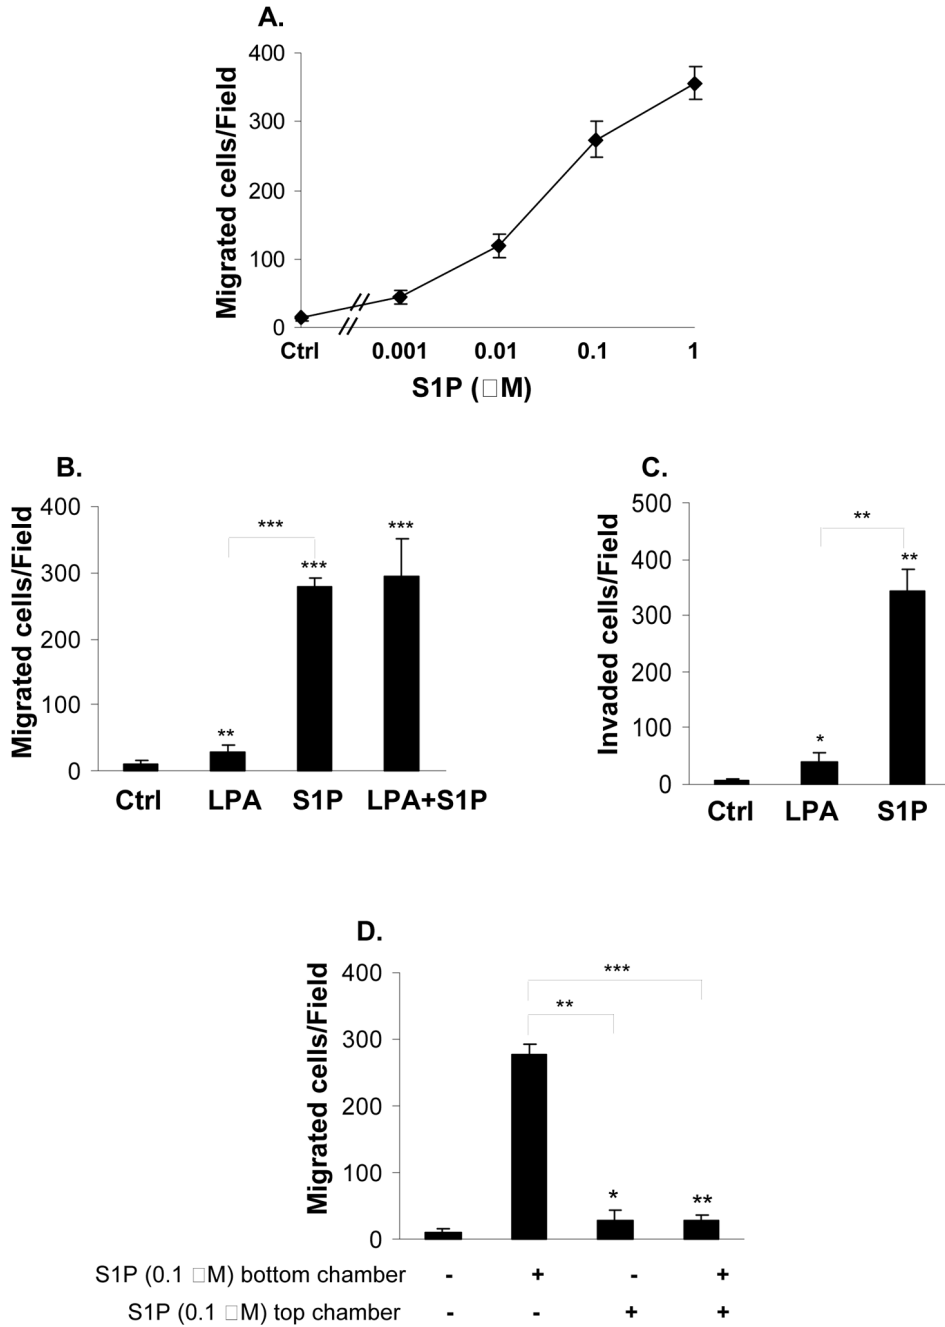 A.
Migrated cells/Field
400
300
200
100
0
Ctrl 0.001 0.01 0.1 1
S1P (□M)
B.
Migrated cells/Field
400
300
200
100
0
***
**
***
***
Ctrl LPA S1P LPA+S1P
C.
Invaded cells/Field
500
400
300
200
100
0
**
*
**
Ctrl LPA S1P
D.
Migrated cells/Field
400
300
200
100
0
***
**
*
**
S1P (0.1 □M) bottom chamber - + - +
S1P (0.1 □M) top chamber - - + +